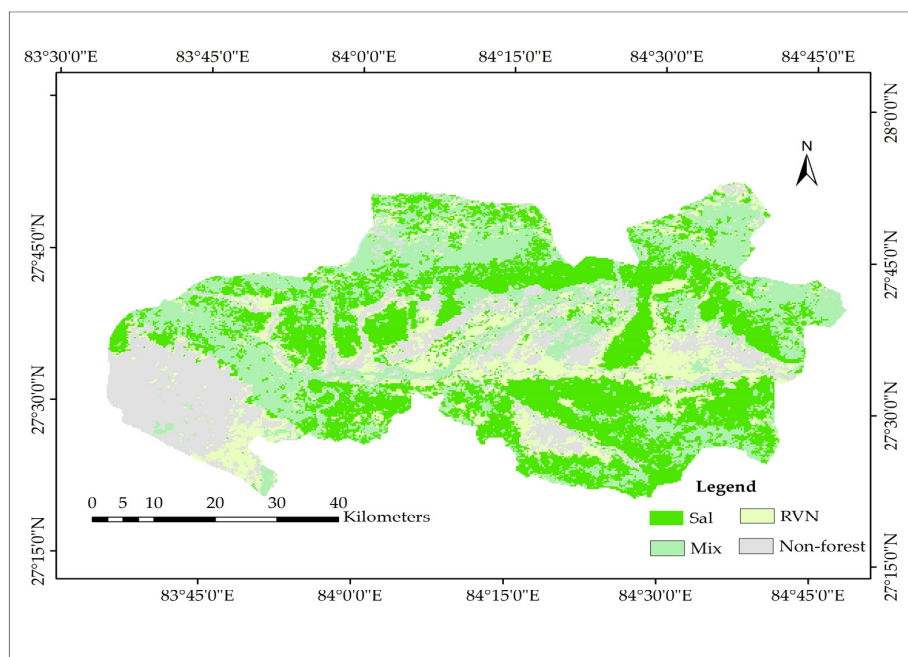 83°30'0"E 83°45'0"E 84°0'0"E 84°15'0"E 84°30'0"E 84°45'0"E
28°0'0"N
N
27°45'0"N 27°45'0"N
27°30'0"N 27°30'0"N
Legend
0 5 10 20 30 40
Kilometers
Sal RVN
Mix Non-forest
27°15'0"N 27°15'0"N
83°45'0"E 84°0'0"E 84°15'0"E 84°30'0"E 84°45'0"E